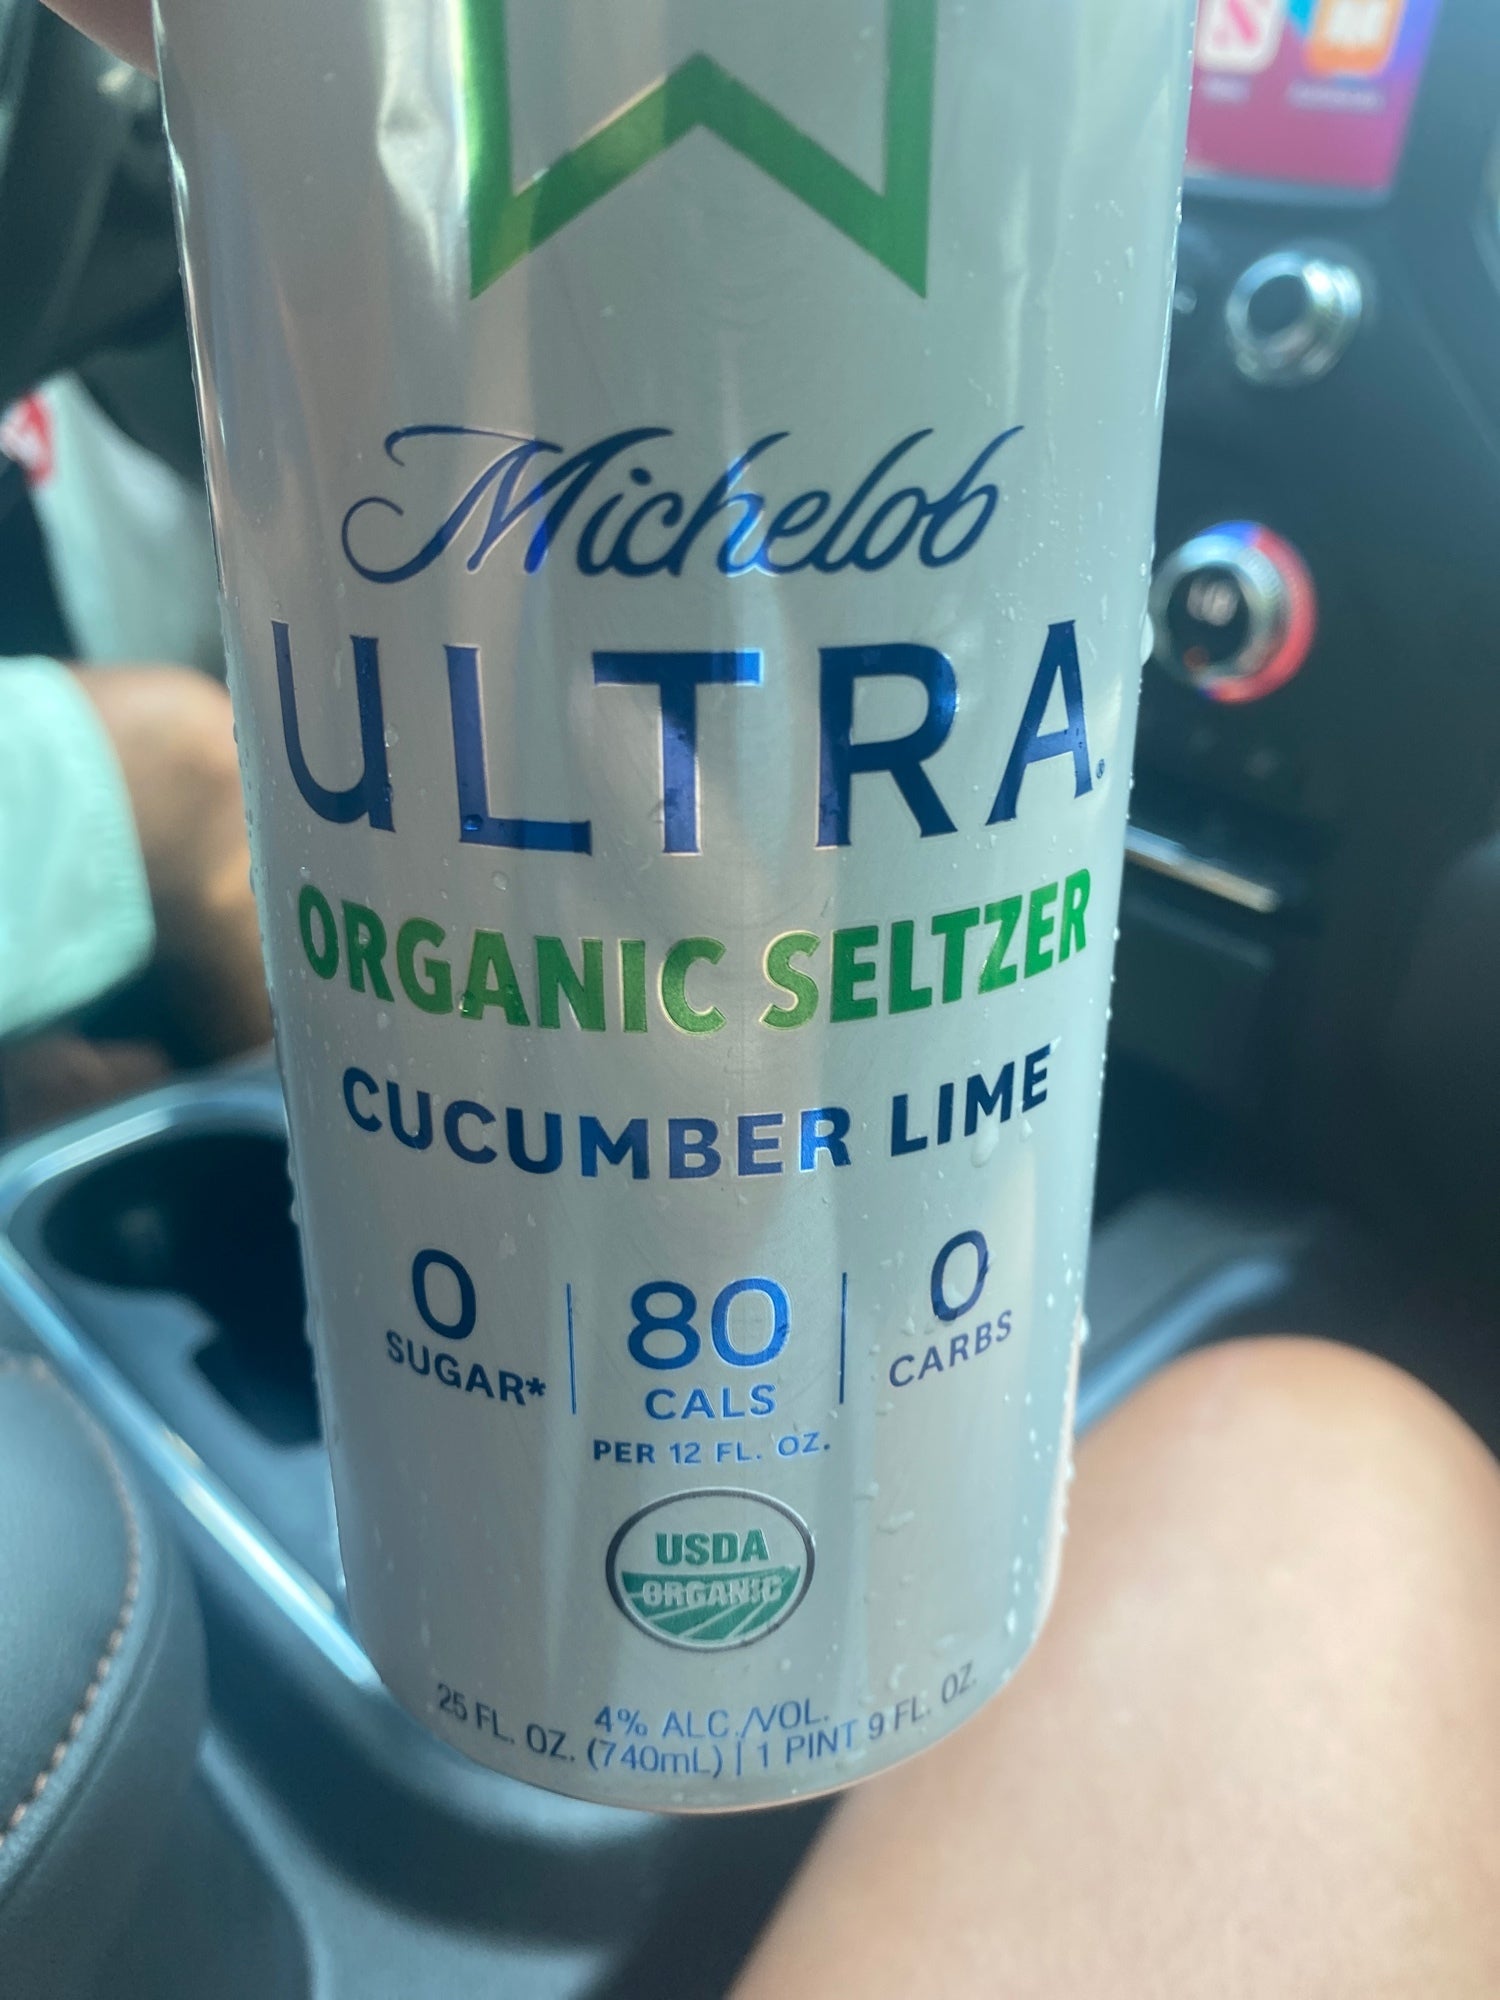 Michelob
ULTRA®
ORGANIC SELTZER
CUCUMBER LIME
0 SUGAR*
80 CALS
PER 12 FL. OZ.
0 CARBS
USDA
ORGANIC
4% ALC./VOL.
25 FL. OZ. (740mL) | 1 PINT 9 FL. OZ.